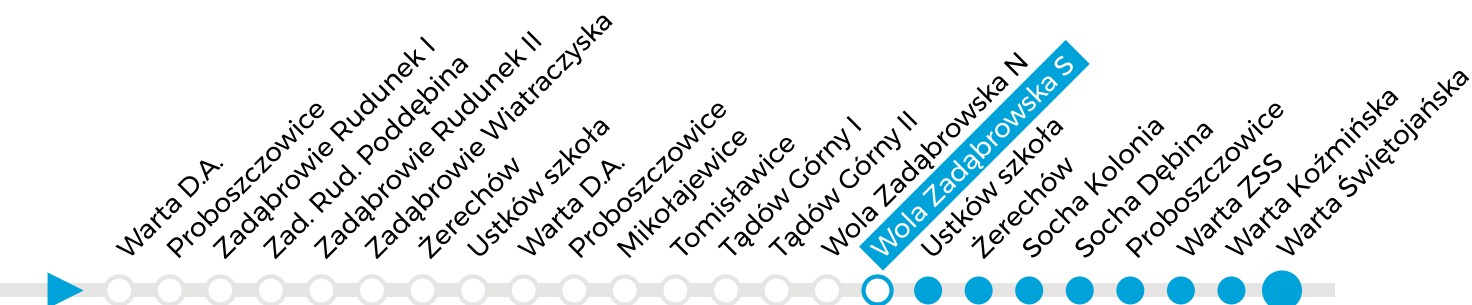 Warta D.A.
Proboszczowice
Zadąbrowie Rudunek I
Zad. Rud. Poddębina
Zadąbrowie Rudunek II
Zadąbrowie Wiatraczyska
Żerechów
Ustków szkoła
Warta D.A.
Proboszczowice
Mikołajewice
Tomisławice
Tądów Górny I
Tądów Górny II
Wola Zadąbrowska N
Wola Zadąbrowska S
Ustków szkoła
Żerechów
Socha Kolonia
Socha Dębina
Proboszczowice
Warta ZSS
Warta Koźmińska
Warta Świętojańska